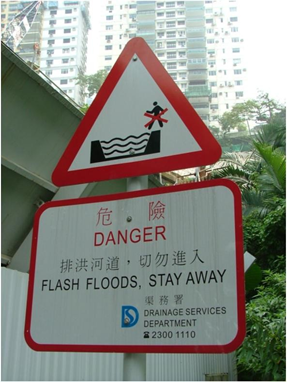 危險
DANGER
排洪河道，切勿進入
FLASH FLOODS, STAY AWAY
渠務署
DRAINAGE SERVICES
DEPARTMENT
☎ 2300 1110